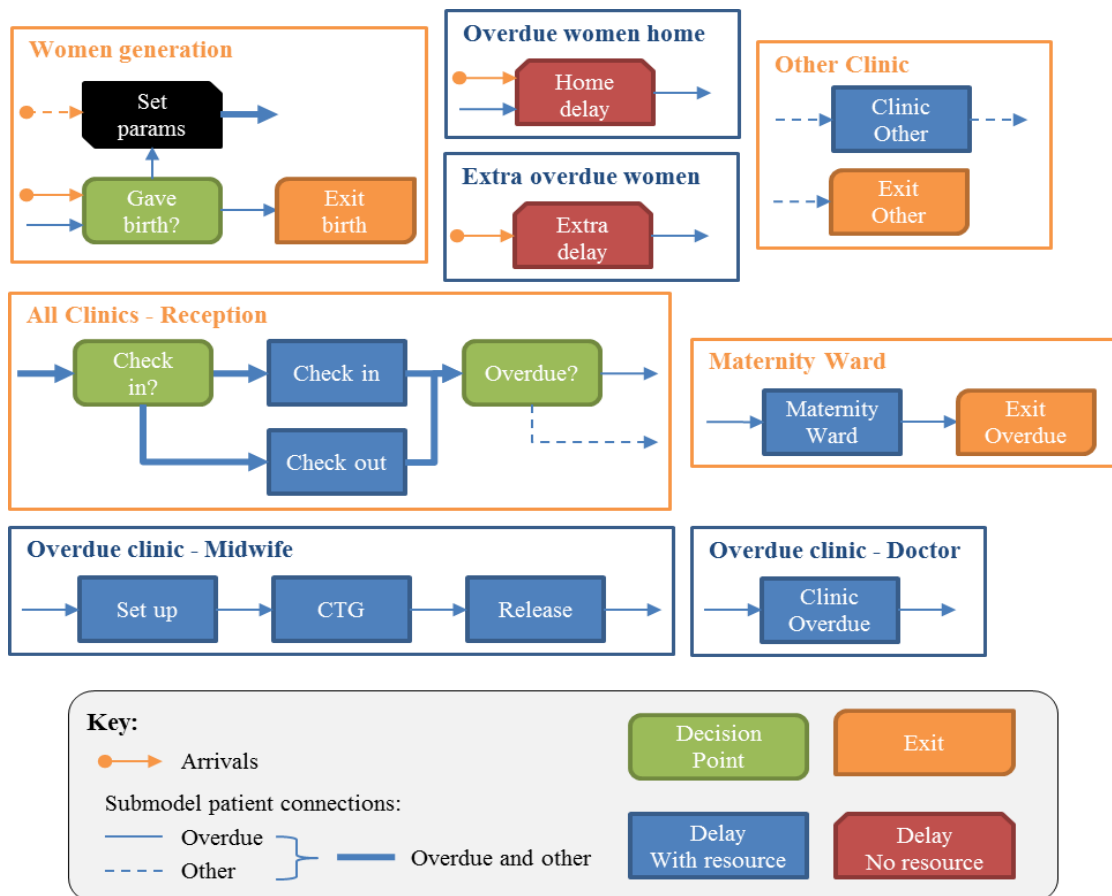 Women generation
Set
params
Gave
birth?
Exit
birth
Overdue women home
Home
delay
Extra overdue women
Extra
delay
Other Clinic
Clinic
Other
Exit
Other
All Clinics - Reception
Check
in?
Check in
Overdue?
Check out
Maternity Ward
Maternity
Ward
Exit
Overdue
Overdue clinic - Midwife
Set up
CTG
Release
Overdue clinic - Doctor
Clinic
Overdue
Key:
Arrivals
Submodel patient connections:
Overdue
Other
Overdue and other
Decision
Point
Exit
Delay
With resource
Delay
No resource